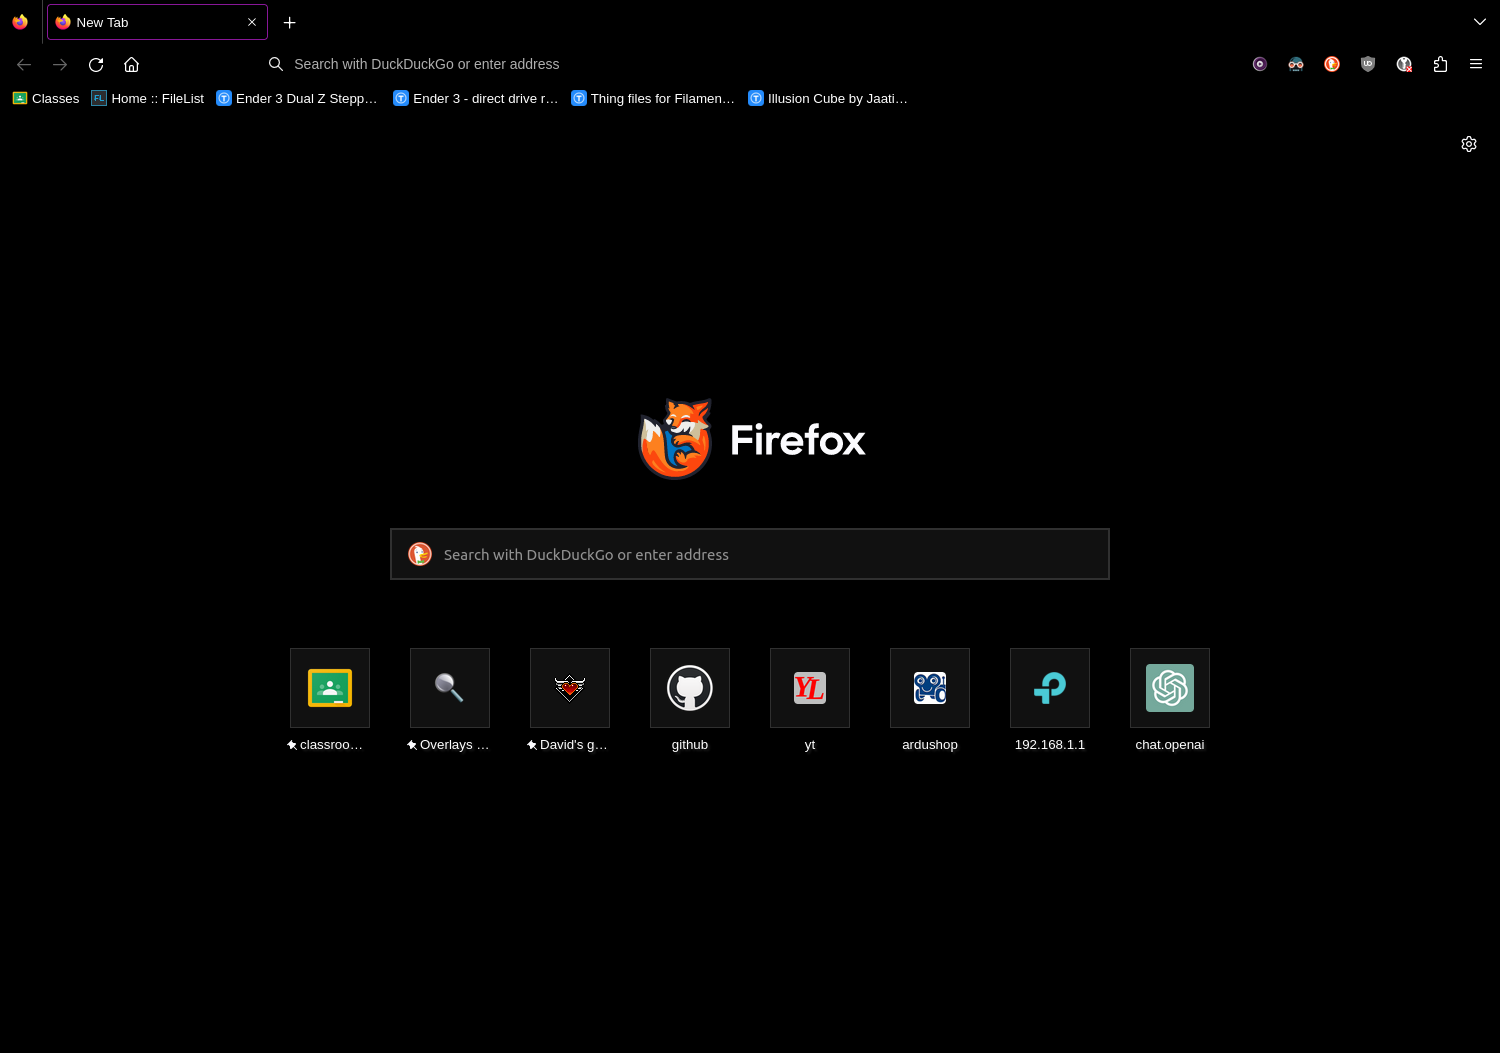 New Tab
Search with DuckDuckGo or enter address
Classes
FL
Home :: FileList
Ender 3 Dual Z Stepp…
Ender 3 - direct drive r…
Thing files for Filamen…
Illusion Cube by Jaati…
Firefox
Search with DuckDuckGo or enter address
YL
classroo…
Overlays …
David's g…
github
yt
ardushop
192.168.1.1
chat.openai